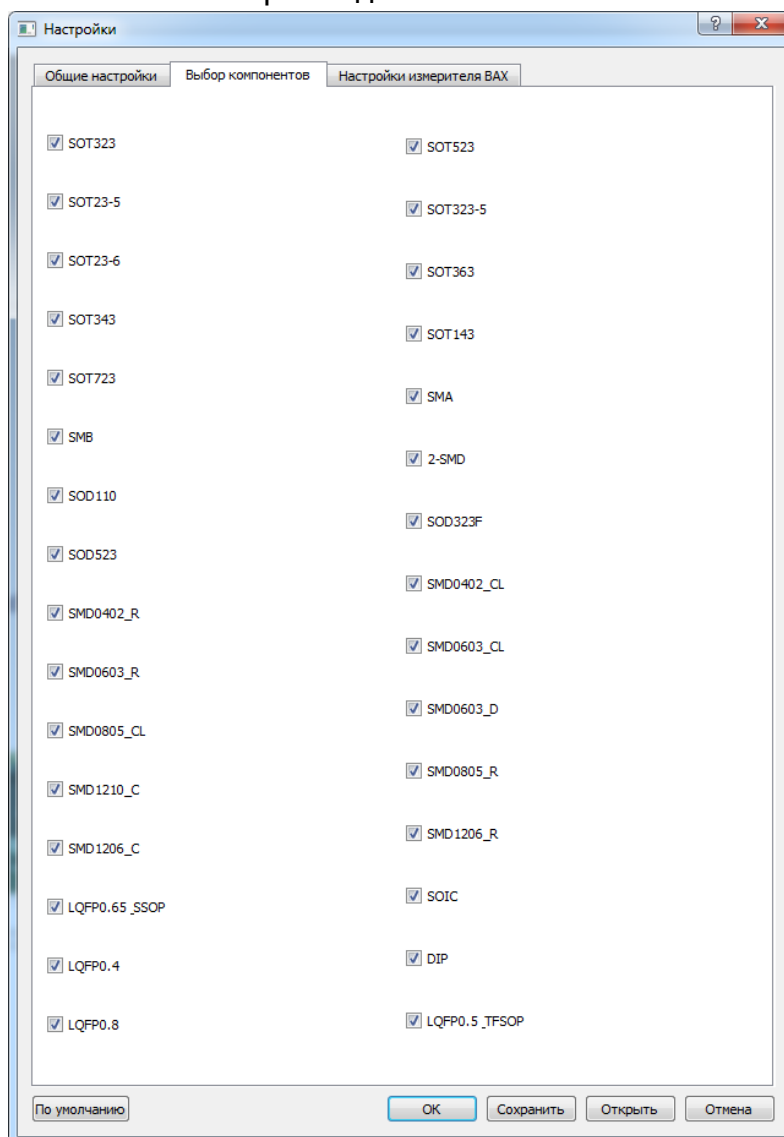 Настройки
Общие настройки
Выбор компонентов
Настройки измерителя ВАХ
SOT323
SOT523
SOT23-5
SOT323-5
SOT23-6
SOT363
SOT343
SOT143
SOT723
SMA
SMB
2-SMD
SOD110
SOD323F
SOD523
SMD0402_CL
SMD0402_R
SMD0603_CL
SMD0603_R
SMD0603_D
SMD0805_CL
SMD0805_R
SMD1210_C
SMD1206_R
SMD1206_C
SOIC
LQFP0.65_SSOP
DIP
LQFP0.4
LQFP0.5_TFSOP
LQFP0.8
По умолчанию
OK
Сохранить
Открыть
Отмена